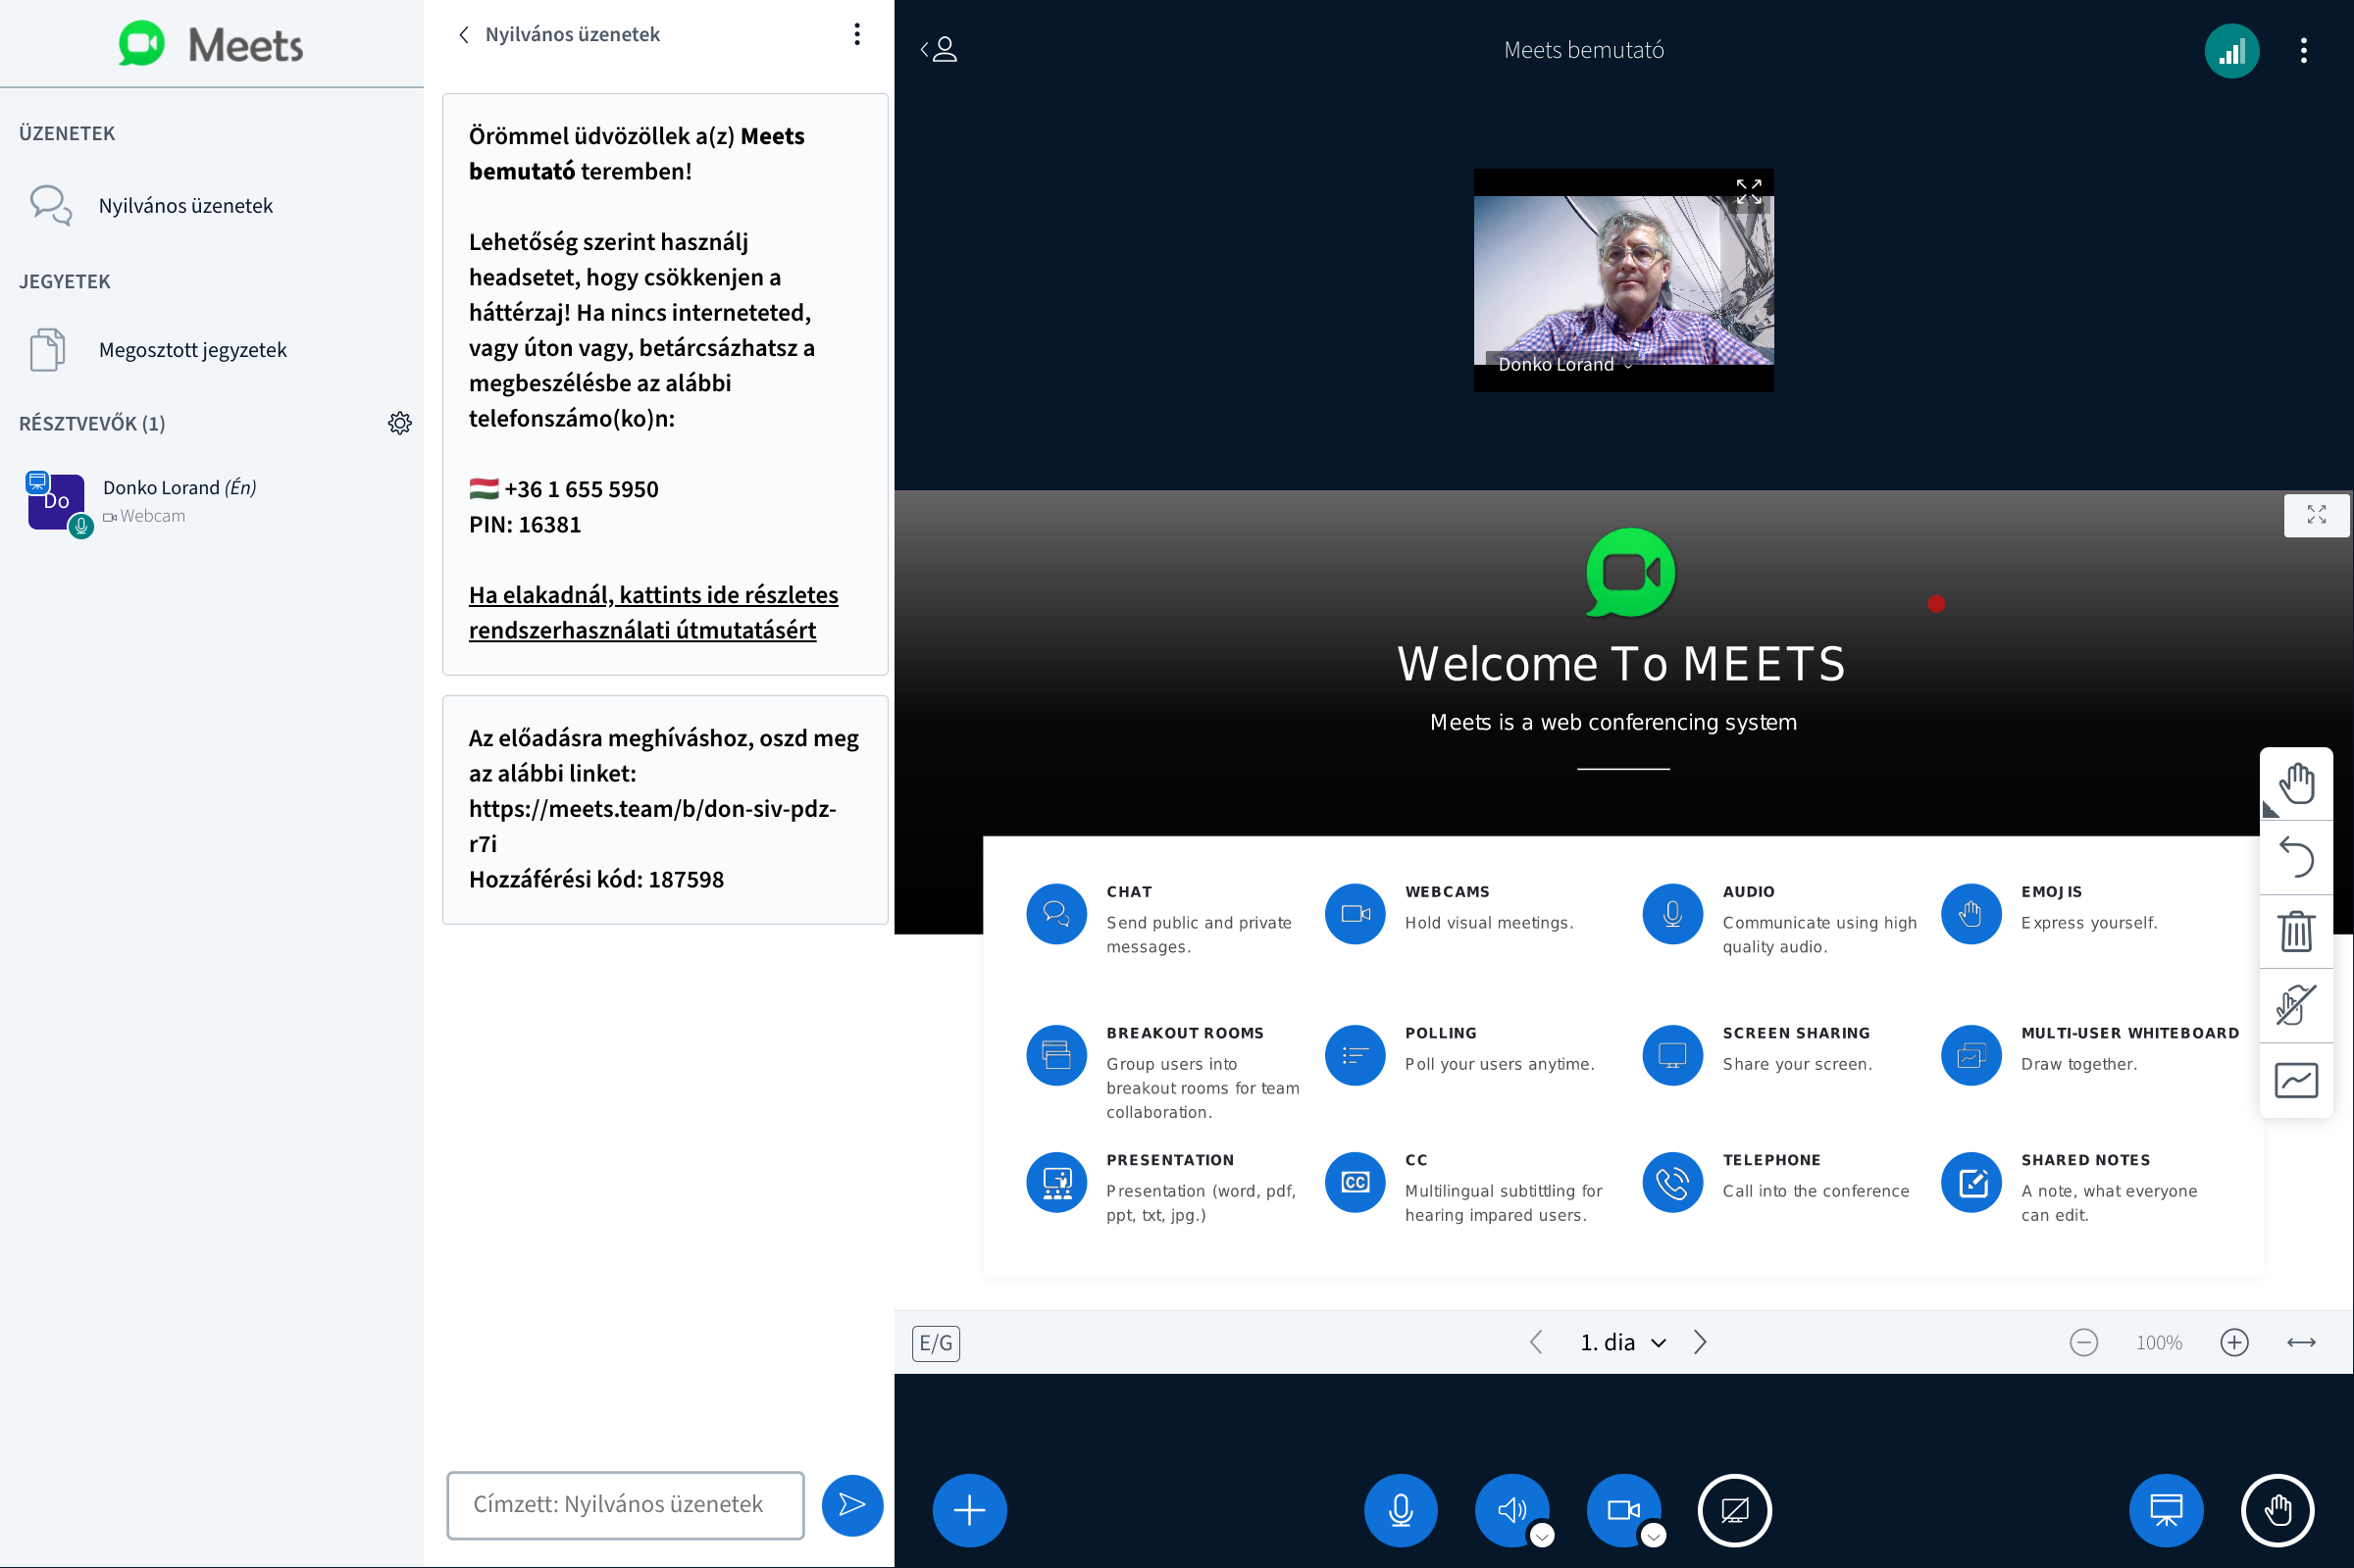 Meets
ÜZENETEK
Nyilvános üzenetek
JEGYETEK
Megosztott jegyzetek
RÉSZTVEVŐK (1)
Do
Donko Lorand (Én)
Webcam
Nyilvános üzenetek
Örömmel üdvözöllek a(z) Meets
bemutató teremben!
Lehetőség szerint használj
headsetet, hogy csökkenjen a
háttérzaj! Ha nincs interneteted,
vagy úton vagy, betárcsázhatsz a
megbeszélésbe az alábbi
telefonszámo(ko)n:
+36 1 655 5950
PIN: 16381
Ha elakadnál, kattints ide részletes
rendszerhasználati útmutatásért
Az előadásra meghíváshoz, oszd meg
az alábbi linket:
https://meets.team/b/don-siv-pdz-
r7i
Hozzáférési kód: 187598
Címzett: Nyilvános üzenetek
Meets bemutató
Donko Lorand
Welcome To MEETS
Meets is a web conferencing system
CHAT
Send public and private
messages.
WEBCAMS
Hold visual meetings.
AUDIO
Communicate using high
quality audio.
EMOJIS
Express yourself.
BREAKOUT ROOMS
Group users into
breakout rooms for team
collaboration.
POLLING
Poll your users anytime.
SCREEN SHARING
Share your screen.
MULTI-USER WHITEBOARD
Draw together.
PRESENTATION
Presentation (word, pdf,
ppt, txt, jpg.)
CC
CC
Multilingual subtittling for
hearing impared users.
TELEPHONE
Call into the conference
SHARED NOTES
A note, what everyone
can edit.
E/G
1. dia
100%